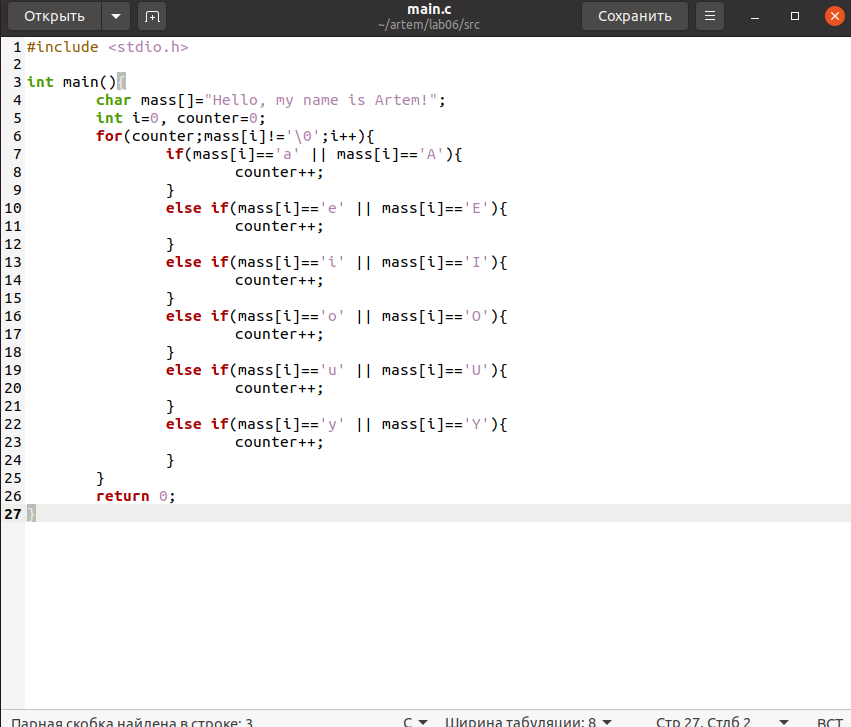 Открыть
main.c
~/artem/lab06/src
Сохранить
1 #include <stdio.h>
2
3 int main(){
4         char mass[]="Hello, my name is Artem!";
5         int i=0, counter=0;
6         for(counter;mass[i]!='\0';i++){
7                 if(mass[i]=='a' || mass[i]=='A'){
8                         counter++;
9                 }
10                 else if(mass[i]=='e' || mass[i]=='E'){
11                         counter++;
12                 }
13                 else if(mass[i]=='i' || mass[i]=='I'){
14                         counter++;
15                 }
16                 else if(mass[i]=='o' || mass[i]=='O'){
17                         counter++;
18                 }
19                 else if(mass[i]=='u' || mass[i]=='U'){
20                         counter++;
21                 }
22                 else if(mass[i]=='y' || mass[i]=='Y'){
23                         counter++;
24                 }
25         }
26         return 0;
27 }
Парная скобка найдена в строке: 3 C Ширина табуляции: 8 Стр 27, Стлб 2 ВСТ